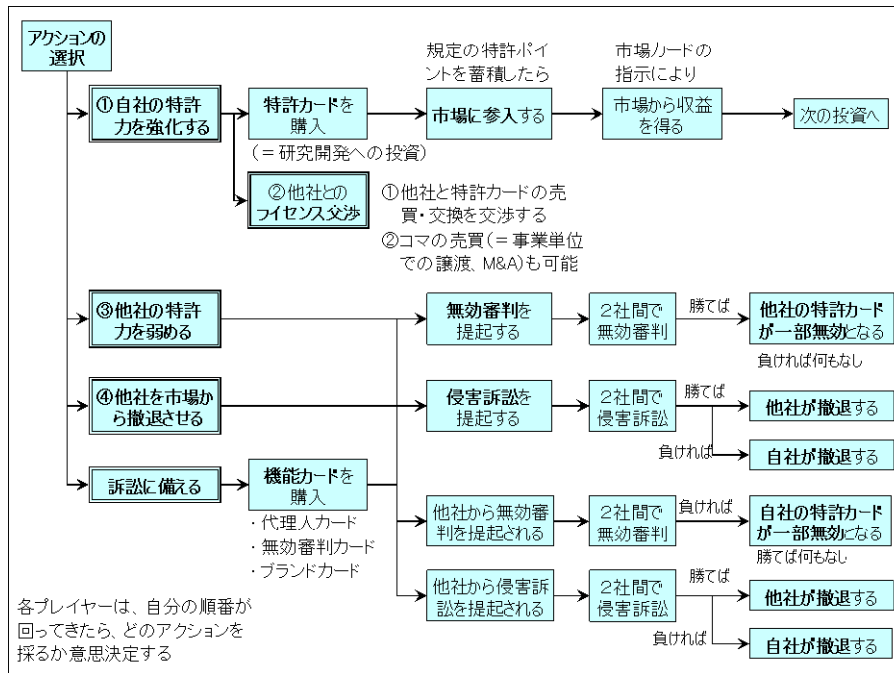 アクションの
選択
①自社の特許
力を強化する
特許カードを
購入
(=研究開発への投資)
規定の特許ポイ
ントを蓄積したら
市場に参入する
市場ノードの
指示により
市場から収益
を得る
次の投資へ
②他社との
ライセンス交渉
①他社と特許カードの売
買・交換を交渉する
②コマの売買(=事業単位
での譲渡、M&A)も可能
③他社の特許
力を弱める
無効審判を
提起する
2社間で
無効審判
勝てば
他社の特許カード
が一部無効となる
負ければ何もなし
④他社を市場か
ら撤退させる
侵害訴訟を
提起する
2社間で
侵害訴訟
勝てば
他社が撤退する
負ければ
自社が撤退する
訴訟に備える
機能カードを
購入
・代理人カード
・無効審判カード
・ブランドカード
他社から無効審
判を提起される
2社間で
無効審判
負ければ
自社の特許カード
が一部無効となる
勝てば何もなし
他社から侵害訴
訟を提起される
2社間で
侵害訴訟
勝てば
他社が撤退する
負ければ
自社が撤退する
各プレイヤーは、自分の順番が
回ってきたら、どのアクションを
採るか意思決定する